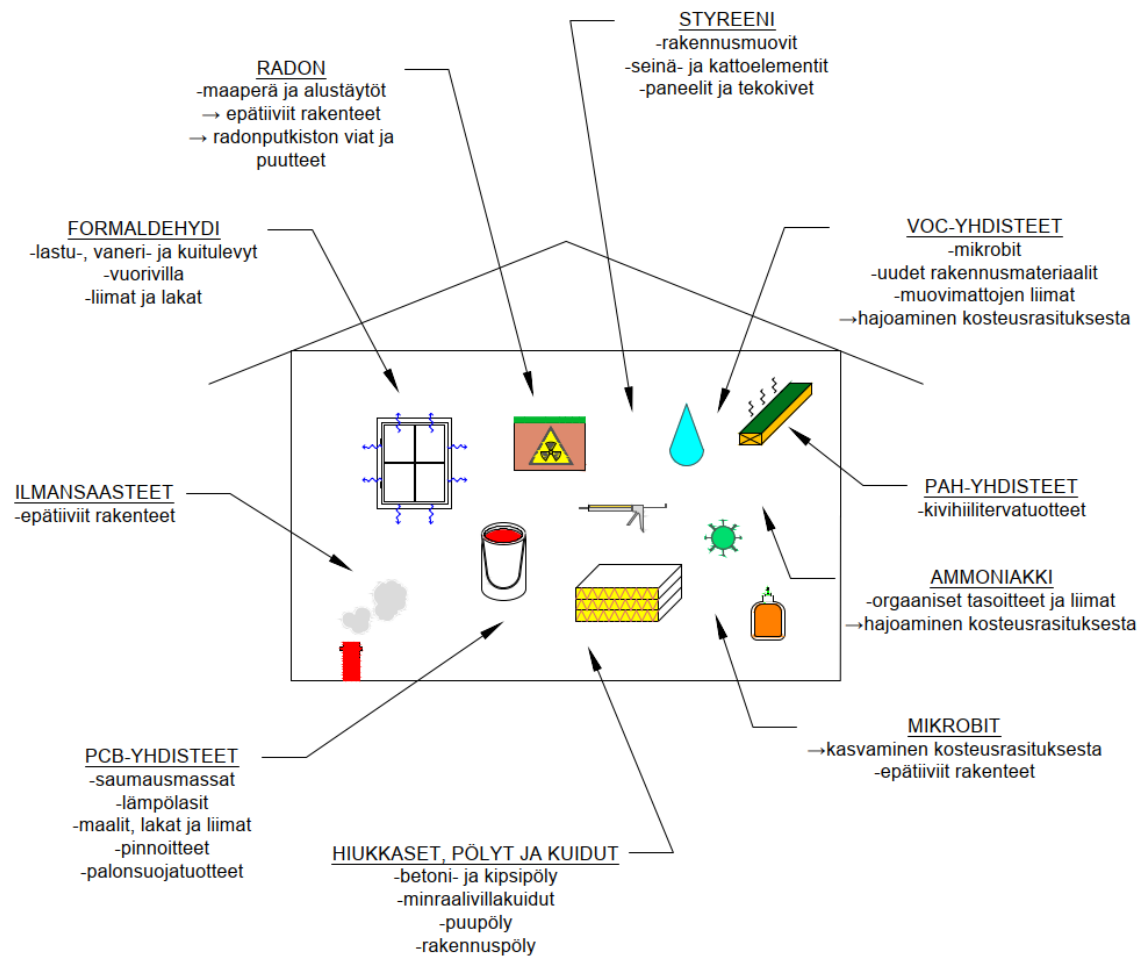 STYREENI
-rakennusmuovit
-seinä- ja kattoelementit
-paneelit ja tekokivet
RADON
-maaperä ja alustäytöt
→ epätiiviit rakenteet
→ radonputkiston viat ja
puutteet
FORMALDEHYDI
-lastu-, vaneri- ja kuitulevyt
-vuorivilla
-liimat ja lakat
VOC-YHDISTEET
-mikrobit
-uudet rakennusmateriaalit
-muovimattojen liimat
→hajoaminen kosteusrasituksesta
ILMANSAASTEET
-epätiiviit rakenteet
PAH-YHDISTEET
-kivihiilitervatuotteet
AMMONIAKKI
-orgaaniset tasoitteet ja liimat
→hajoaminen kosteusrasituksesta
MIKROBIT
→kasvaminen kosteusrasituksesta
-epätiiviit rakenteet
PCB-YHDISTEET
-saumausmassat
-lämpölasit
-maalit, lakat ja liimat
-pinnoitteet
-palonsuojatuotteet
HIUKKASET, PÖLYT JA KUIDUT
-betoni- ja kipsipöly
-minraalivillakuidut
-puupöly
-rakennuspöly